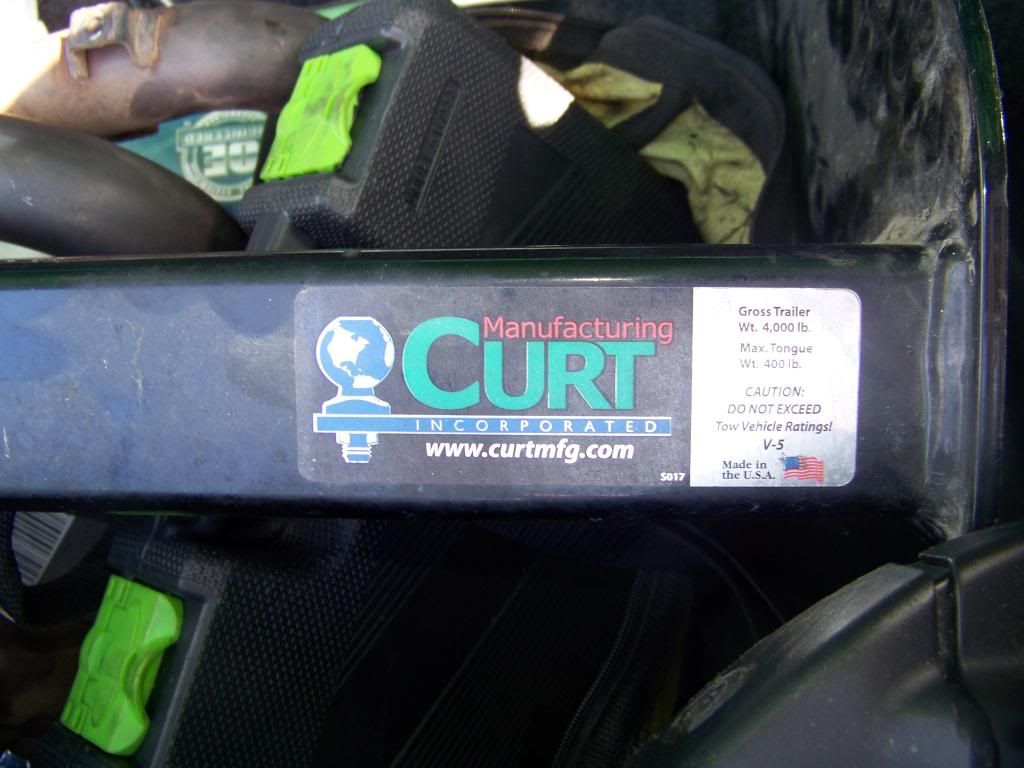 Manufacturing
CURT
INCORPORATED
www.curtmfg.com
S017
Gross Trailer
Wt. 4,000 lb.
Max. Tongue
Wt. 400 lb.
CAUTION:
DO NOT EXCEED
Tow Vehicle Ratings!
V-5
Made in
the U.S.A.
OE